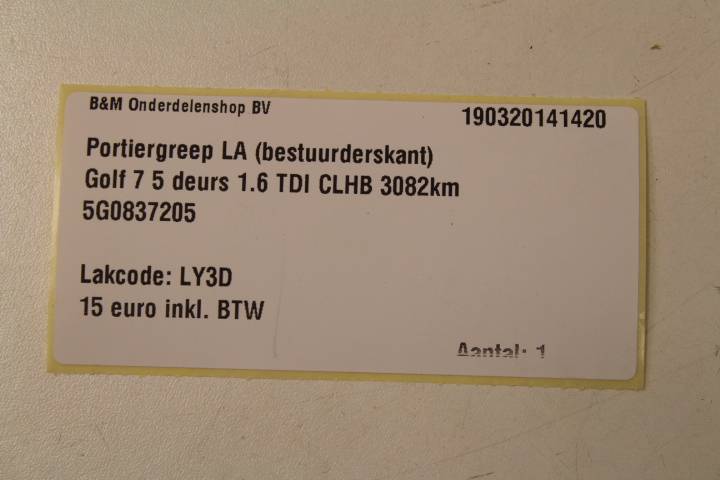 B&M Onderdelenshop BV
190320141420
Portiergreep LA (bestuurderskant)
Golf 7 5 deurs 1.6 TDI CLHB 3082km
5G0837205
Lakcode: LY3D
15 euro inkl. BTW
Aantal: 1